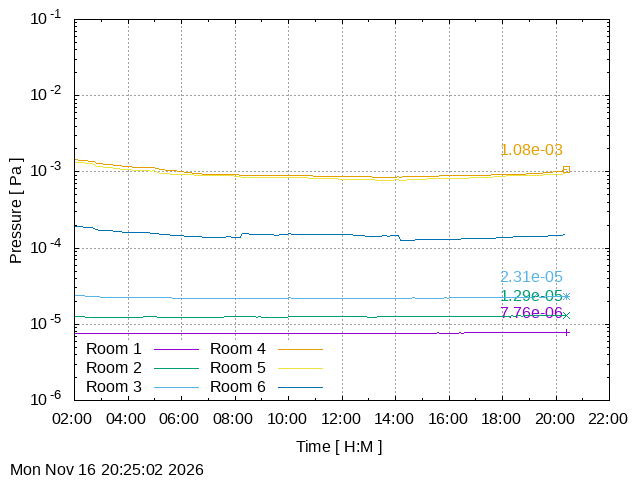 10^-1
10^-2
10^-3
10^-4
10^-5
10^-6
Pressure [ Pa ]
1.08e-03
2.31e-05
1.29e-05
7.76e-06
Room 1 Room 4
Room 2 Room 5
Room 3 Room 6
02:00 04:00 06:00 08:00 10:00 12:00 14:00 16:00 18:00 20:00 22:00
Time [ H:M ]
Mon Nov 16 20:25:02 2026